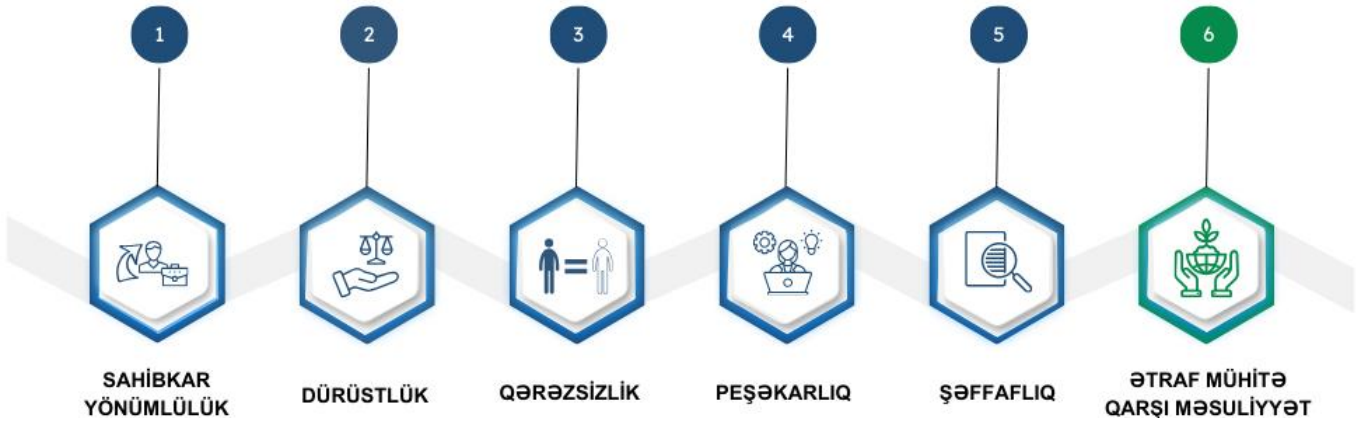 1
2
3
4
5
6
SAHİBKAR
YÖNÜMLÜLÜK
DÜRÜSTLÜK
QƏRƏZSİZLİK
PEŞƏKARLIQ
ŞƏFFAFLIQ
ƏTRAF MÜHİTƏ
QARŞI MƏSULİYYƏT